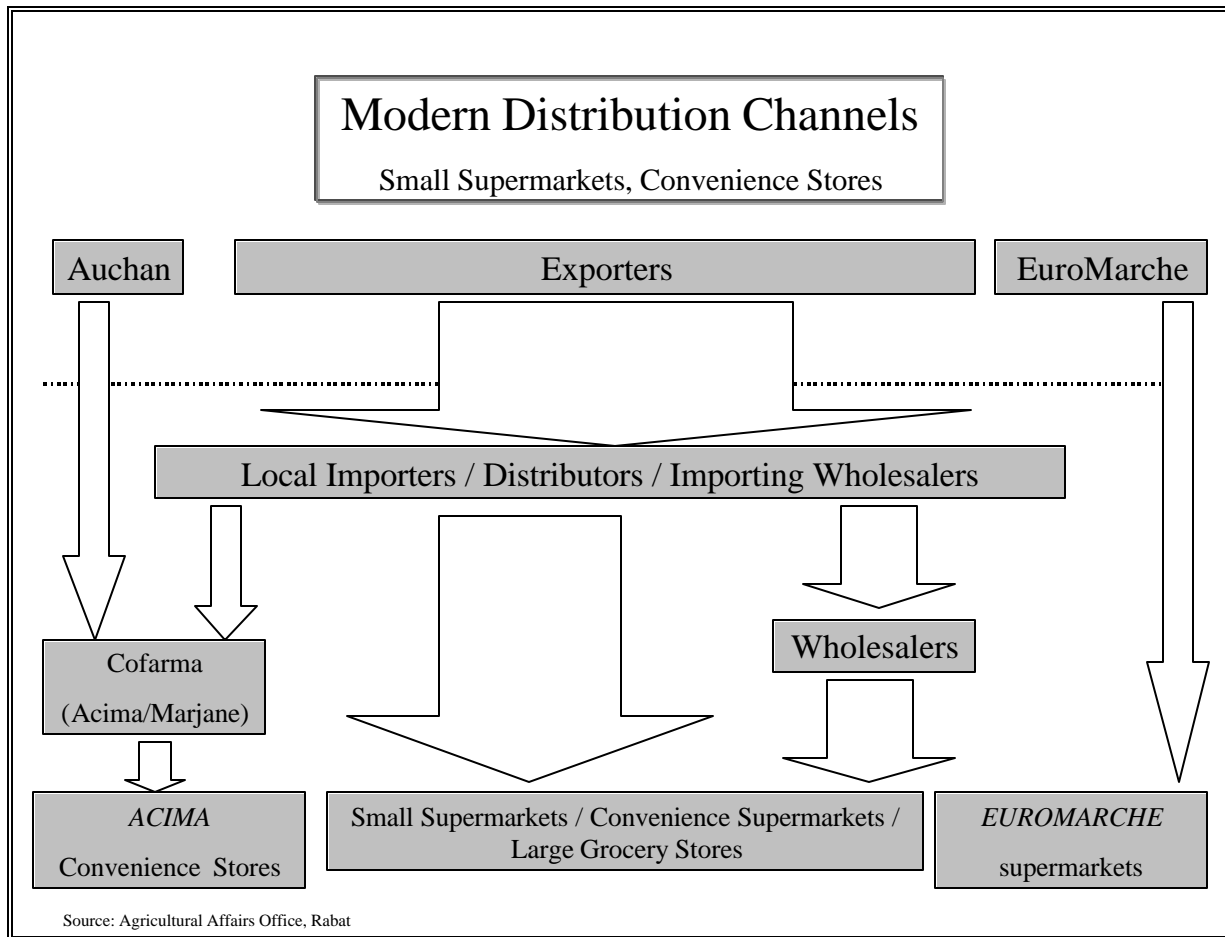 Modern Distribution Channels
Small Supermarkets, Convenience Stores
Auchan
Exporters
EuroMarche
Local Importers / Distributors / Importing Wholesalers
Wholesalers
Cofarma
(Acima/Marjane)
ACIMA
Convenience Stores
Small Supermarkets / Convenience Supermarkets /
Large Grocery Stores
EUROMARCHE
supermarkets
Source: Agricultural Affairs Office, Rabat